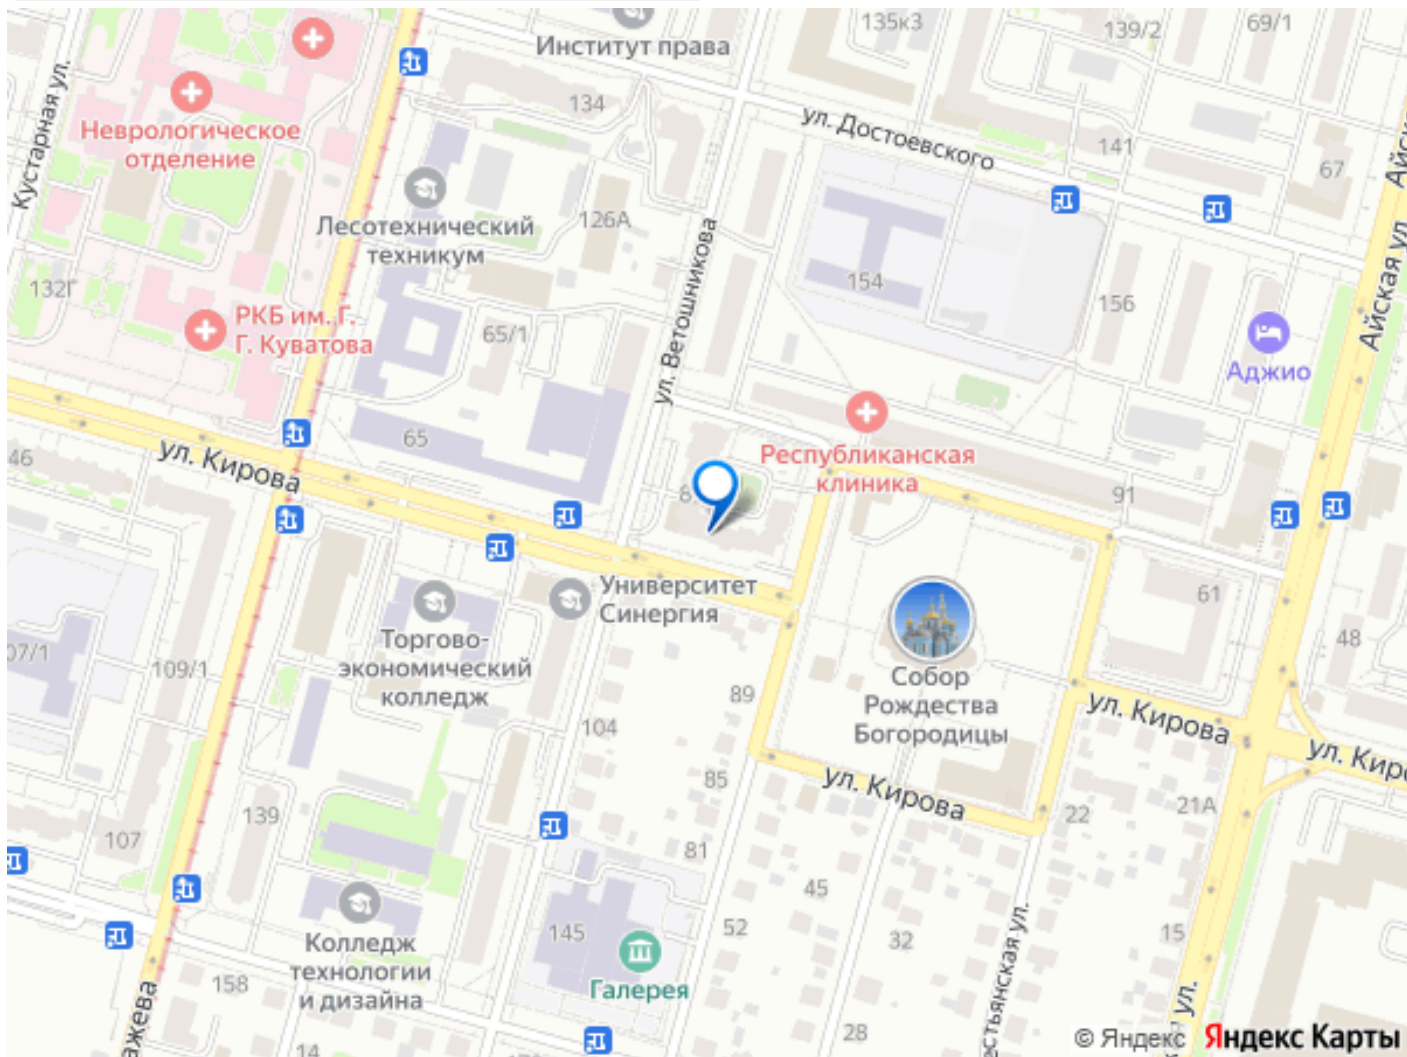 135к3
139/2
69/1
Институт права
134
ул. Достоевского
Кустарная ул.
Неврологическое
отделение
141
67
Лесотехнический
техникум
126А
ул. Ветошникова
Айская ул.
132Г
154
156
РКБ им. Г.
Г. Куватова
65/1
Аджио
65
46
ул. Кирова
Республиканская
клиника
91
Университет
Синергия
61
48
Торгово-
экономический
колледж
07/1
109/1
89
Собор
Рождества
Богородицы
ул. Кирова
104
85
ул. Кирова
21А
22
139
107
81
45
52
32
145
15
Колледж
технологии
и дизайна
158
Галерея
естьянская ул.
ажева
14
28
ул.
© Яндекс Яндекс Карты